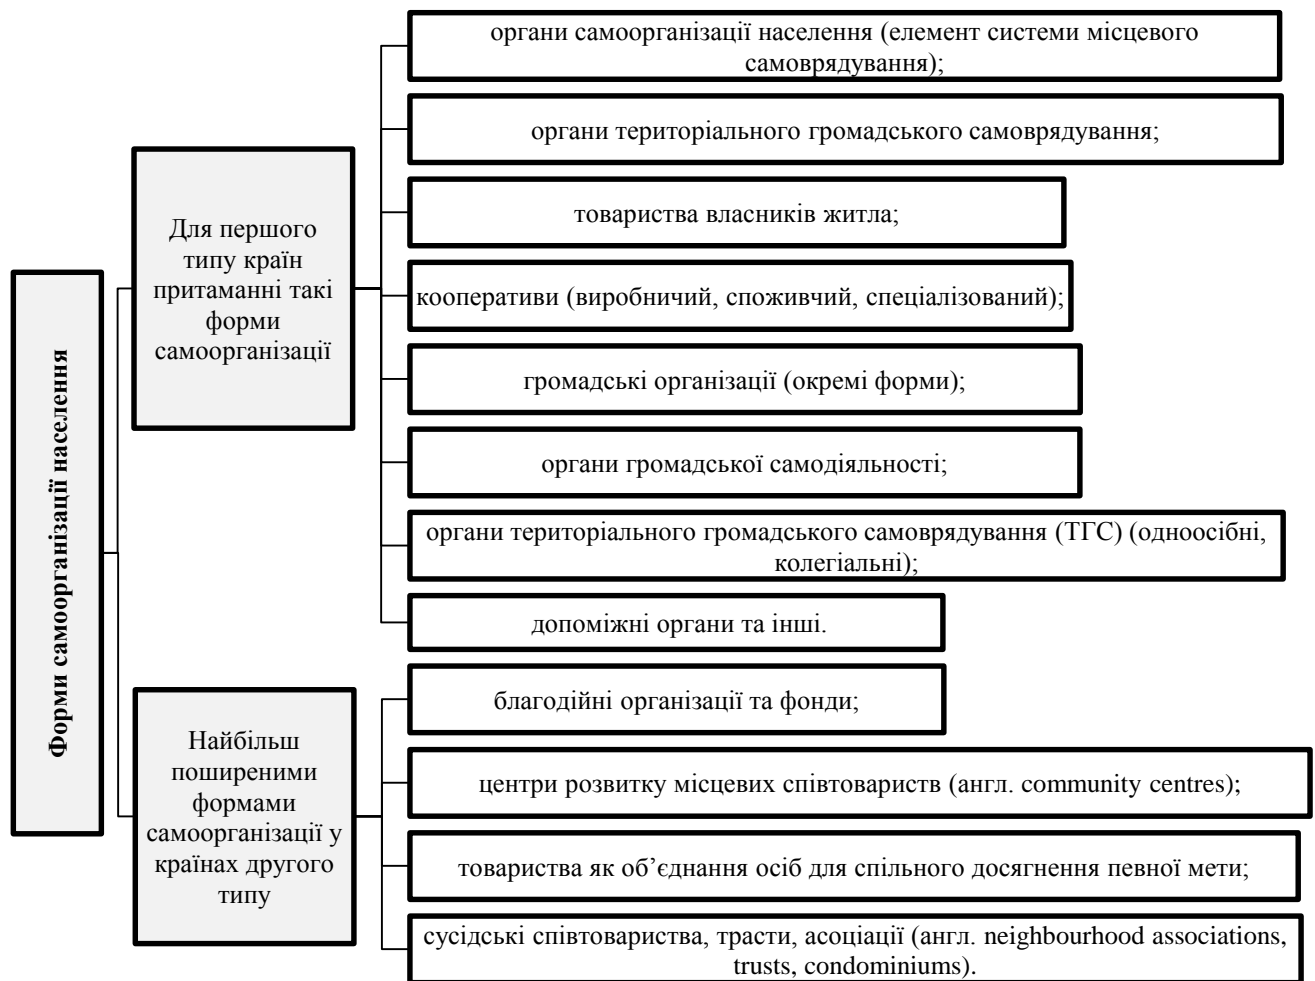 Форми самоорганізації населення
Для першого
типу країн
притаманні такі
форми
самоорганізації
органи самоорганізації населення (елемент системи місцевого
самоврядування);
органи територіального громадського самоврядування;
товариства власників житла;
кооперативи (виробничий, споживчий, спеціалізований);
громадські організації (окремі форми);
органи громадської самодіяльності;
органи територіального громадського самоврядування (ТГС) (одноосібні,
колегіальні);
допоміжні органи та інші.
Найбільш
поширеними
формами
самоорганізації у
країнах другого
типу
благодійні організації та фонди;
центри розвитку місцевих співтовариств (англ. community centres);
товариства як об’єднання осіб для спільного досягнення певної мети;
сусідські співтовариства, трасти, асоціації (англ. neighbourhood associations,
trusts, condominiums).